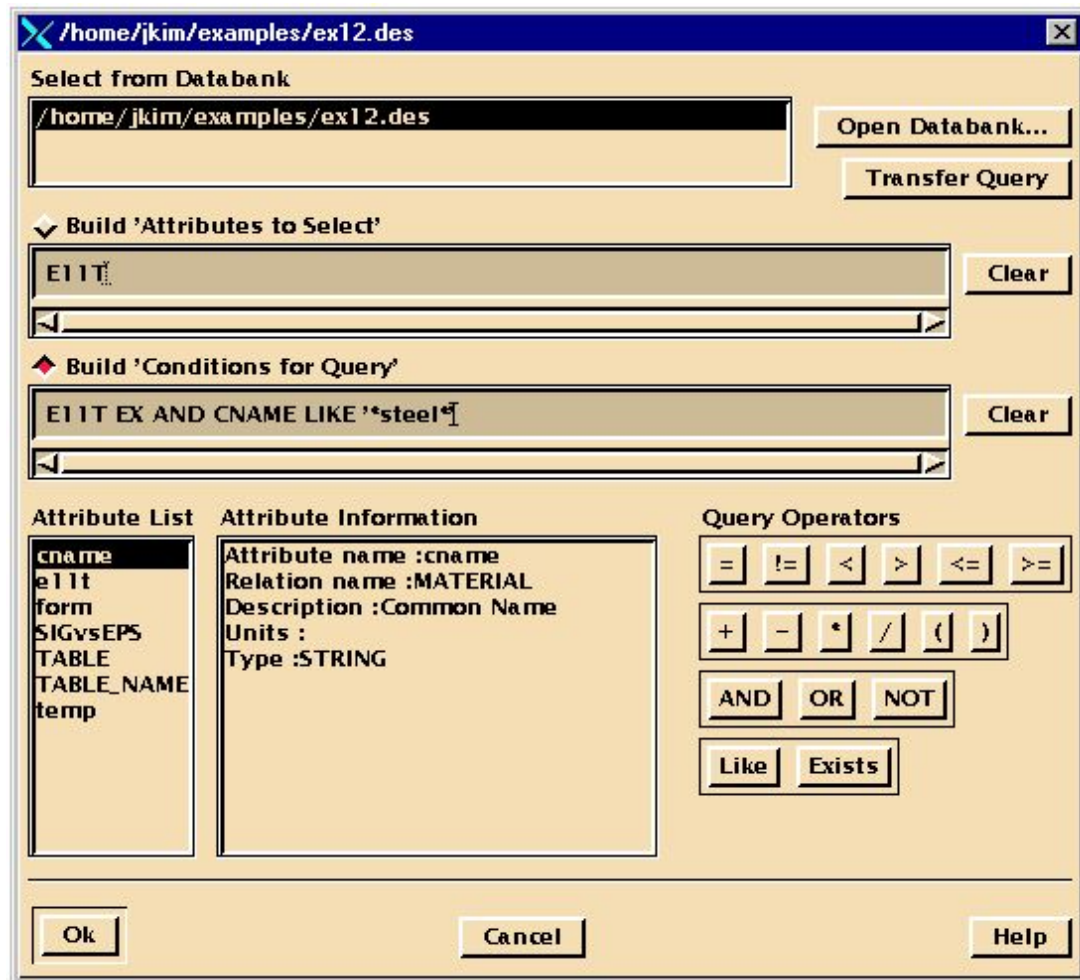 /home/jkim/examples/ex12.des
Select from Databank
/home/jkim/examples/ex12.des
Open Databank...
Transfer Query
Build 'Attributes to Select'
E11T
Clear
Build 'Conditions for Query'
E11T EX AND CNAME LIKE '*steel*'
Clear
Attribute List
cname
e11t
form
SIGvsEPS
TABLE
TABLE_NAME
temp
Attribute Information
Attribute name :cname
Relation name :MATERIAL
Description :Common Name
Units :
Type :STRING
Query Operators
= != < > <= >=
+ - * / ( )
AND OR NOT
Like Exists
Ok Cancel Help